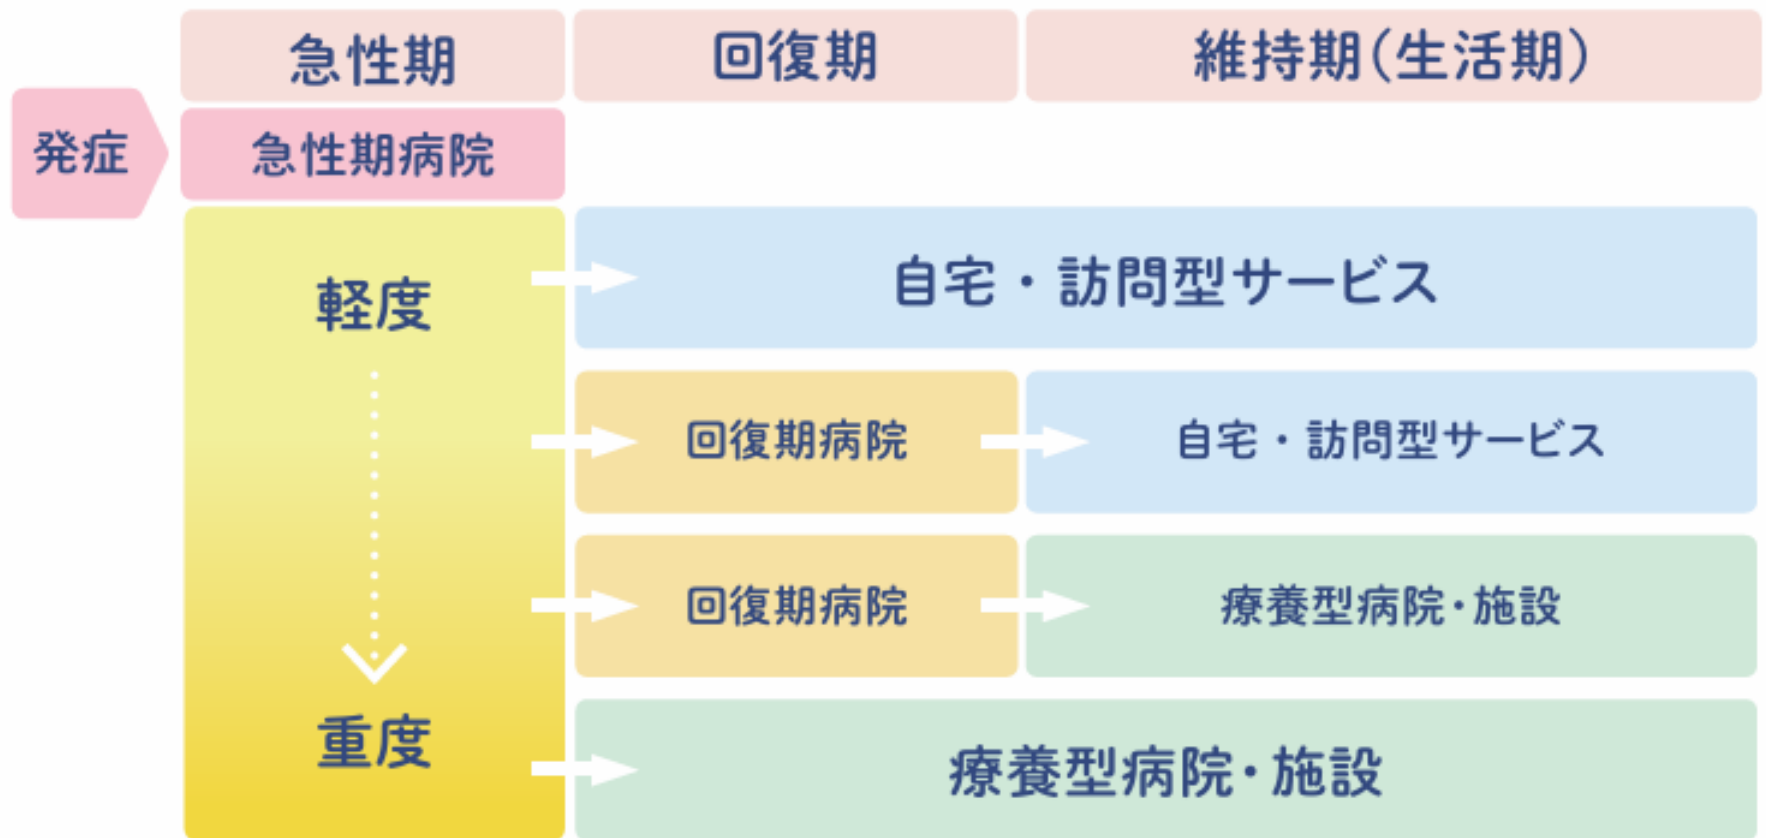 急性期
回復期
維持期(生活期)
発症
急性期病院
軽度
自宅・訪問型サービス
回復期病院
自宅・訪問型サービス
回復期病院
療養型病院・施設
重度
療養型病院・施設